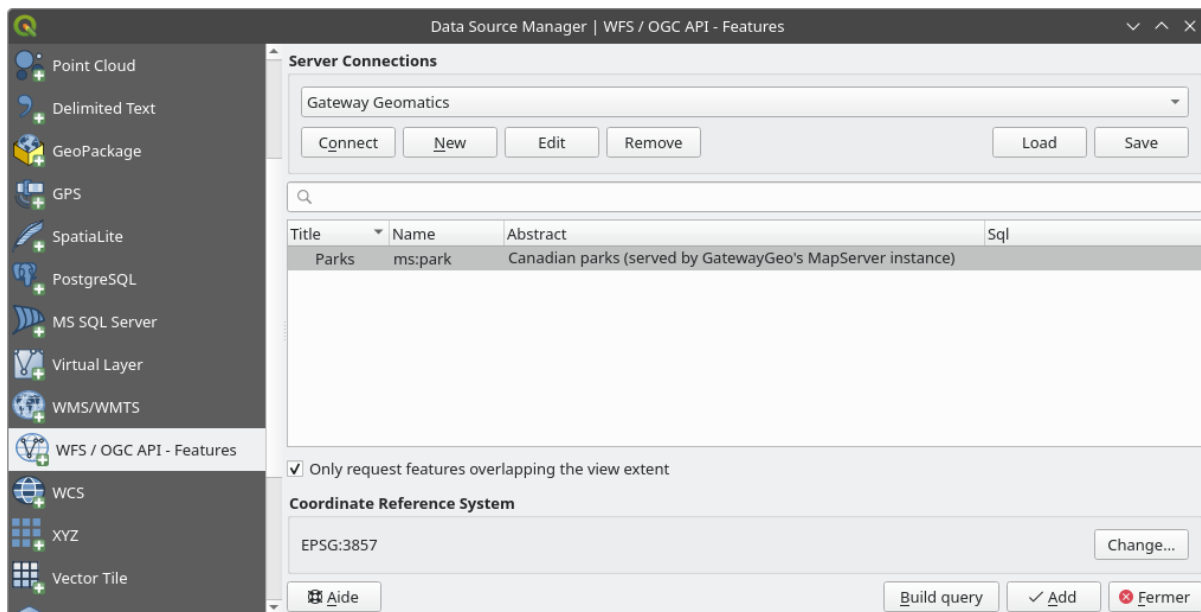 Data Source Manager | WFS / OGC API - Features
Point Cloud
Delimited Text
GeoPackage
GPS
SpatiaLite
PostgreSQL
MS SQL Server
Virtual Layer
WMS/WMTS
WFS / OGC API - Features
WCS
XYZ
Vector Tile
Server Connections
Gateway Geomatics
Connect New Edit Remove Load Save
Title Name Abstract Sql
Parks ms:park Canadian parks (served by GatewayGeo's MapServer instance)
Only request features overlapping the view extent
Coordinate Reference System
EPSG:3857 Change...
Aide Build query Add Fermer